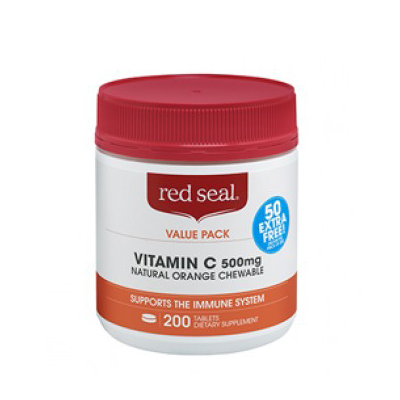 red seal®
VALUE PACK
50
EXTRA
FREE!
VITAMIN C 500mg
NATURAL ORANGE CHEWABLE
SUPPORTS THE IMMUNE SYSTEM
200 TABLETS
DIETARY SUPPLEMENT